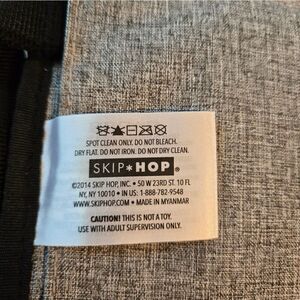 SPOT CLEAN ONLY. DO NOT BLEACH.
DRY FLAT. DO NOT IRON. DO NOT DRY CLEAN.
SKIP*HOP®
©2014 SKIP HOP, INC. • 50 W 23RD ST. 10 FL
NY, NY 10010 • IN US: 1-888-782-9548
WWW.SKIPHOP.COM • MADE IN MYANMAR
CAUTION! THIS IS NOT A TOY.
USE WITH ADULT SUPERVISION ONLY.